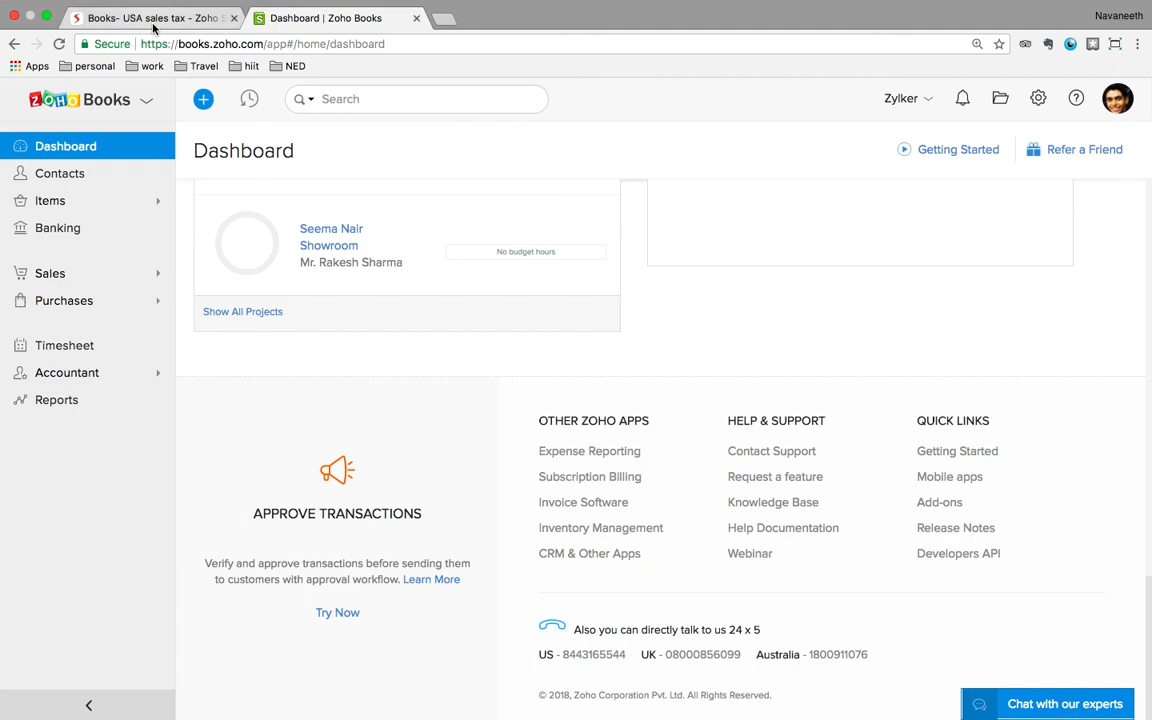 Books- USA sales tax - Zoho S
Dashboard | Zoho Books
Navaneeth
Secure
https://books.zoho.com/app#/home/dashboard
Apps
personal
work
Travel
hiit
NED
ZOHO Books
Search
Zylker
Dashboard
Contacts
Items
Banking
Sales
Purchases
Timesheet
Accountant
Reports
Dashboard
Getting Started
Refer a Friend
Seema Nair
Showroom
Mr. Rakesh Sharma
No budget hours
Show All Projects
APPROVE TRANSACTIONS
Verify and approve transactions before sending them
to customers with approval workflow. Learn More
Try Now
OTHER ZOHO APPS
Expense Reporting
Subscription Billing
Invoice Software
Inventory Management
CRM & Other Apps
HELP & SUPPORT
Contact Support
Request a feature
Knowledge Base
Help Documentation
Webinar
QUICK LINKS
Getting Started
Mobile apps
Add-ons
Release Notes
Developers API
Also you can directly talk to us 24 x 5
US - 8443165544 UK - 08000856099 Australia - 1800911076
© 2018, Zoho Corporation Pvt. Ltd. All Rights Reserved.
Chat with our experts